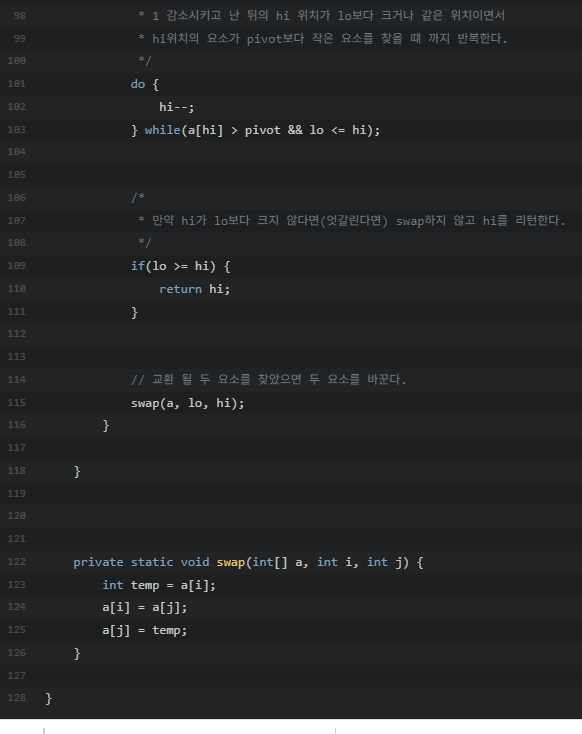 98 * 1 감소시키고 난 뒤의 hi 위치가 lo보다 크거나 같은 위치이면서
99 * hi위치의 요소가 pivot보다 작은 요소를 찾을 때 까지 반복한다.
100 */
101 do {
102 hi--;
103 } while(a[hi] > pivot && lo <= hi);
104
105
106 /*
107 * 만약 hi가 lo보다 크지 않다면(엇갈린다면) swap하지 않고 hi를 리턴한다.
108 */
109 if(lo >= hi) {
110 return hi;
111 }
112
113
114 // 교환 될 두 요소를 찾았으면 두 요소를 바꾼다.
115 swap(a, lo, hi);
116 }
117
118 }
119
120
121
122 private static void swap(int[] a, int i, int j) {
123 int temp = a[i];
124 a[i] = a[j];
125 a[j] = temp;
126 }
127
128 }